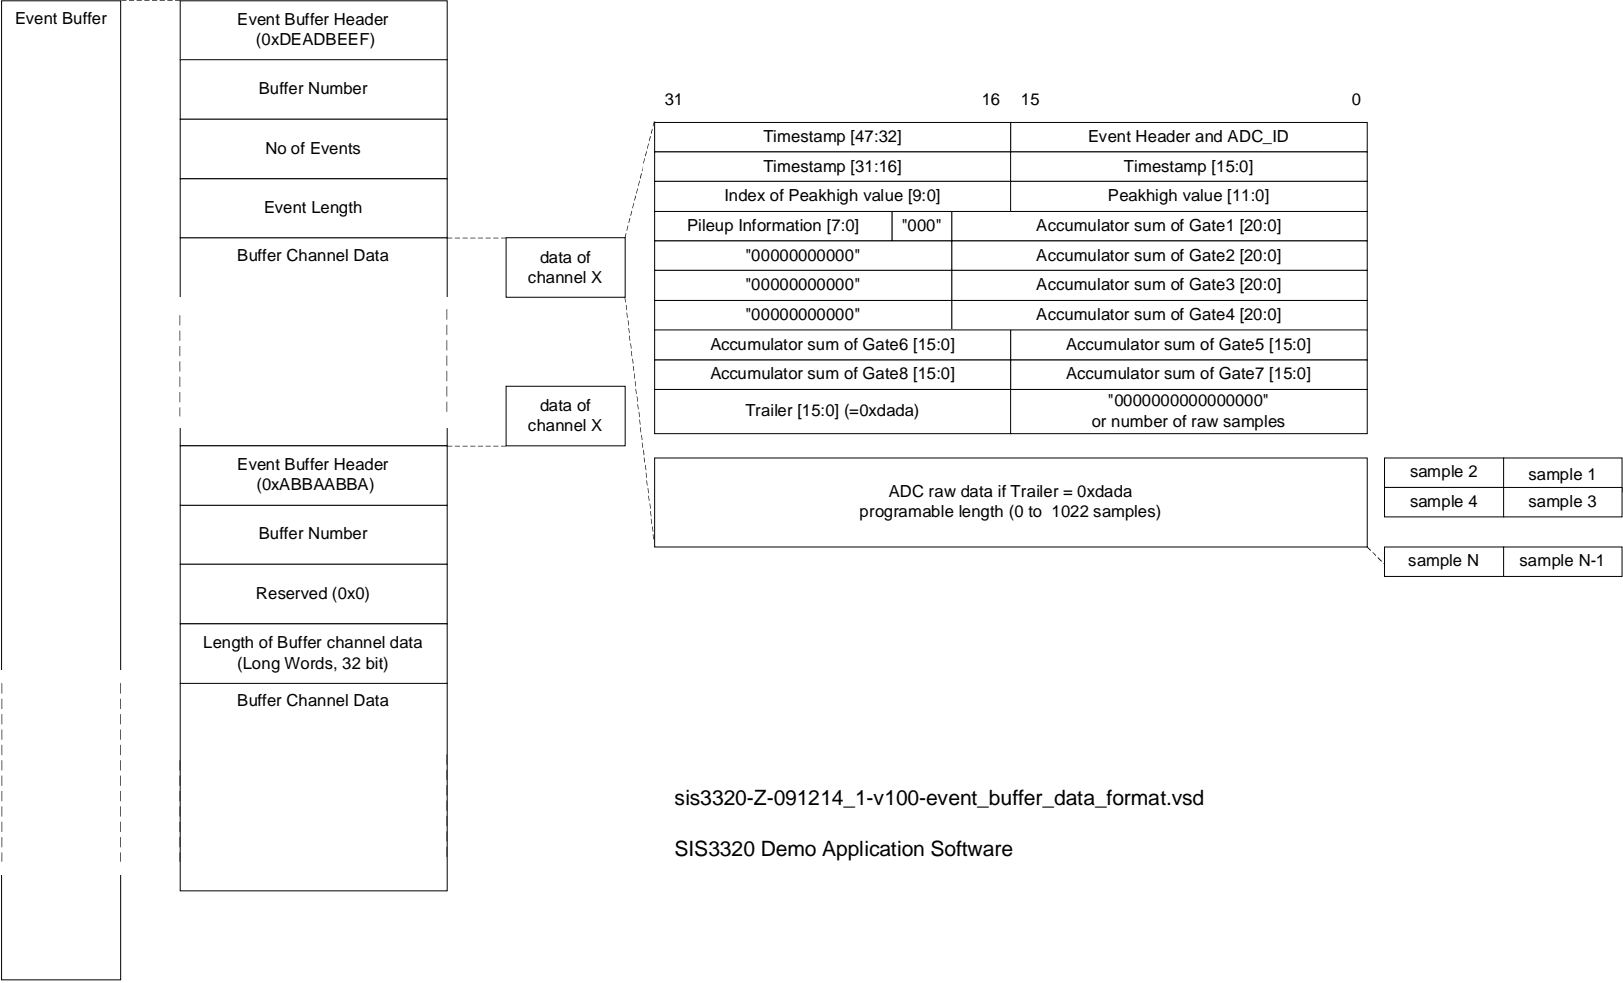 Event Buffer
Event Buffer Header
(0xDEADBEEF)
Buffer Number
No of Events
Event Length
Buffer Channel Data
data of
channel X
data of
channel X
Event Buffer Header
(0xABBAABBA)
Buffer Number
Reserved (0x0)
Length of Buffer channel data
(Long Words, 32 bit)
Buffer Channel Data
31 16 15 0
Timestamp [47:32] Event Header and ADC_ID
Timestamp [31:16] Timestamp [15:0]
Index of Peakhigh value [9:0] Peakhigh value [11:0]
Pileup Information [7:0] "000" Accumulator sum of Gate1 [20:0]
"00000000000" Accumulator sum of Gate2 [20:0]
"00000000000" Accumulator sum of Gate3 [20:0]
"00000000000" Accumulator sum of Gate4 [20:0]
Accumulator sum of Gate6 [15:0] Accumulator sum of Gate5 [15:0]
Accumulator sum of Gate8 [15:0] Accumulator sum of Gate7 [15:0]
Trailer [15:0] (=0xdada) "0000000000000000"
or number of raw samples
ADC raw data if Trailer = 0xdada
programable length (0 to 1022 samples)
sample 2 sample 1
sample 4 sample 3
sample N sample N-1
sis3320-Z-091214_1-v100-event_buffer_data_format.vsd
SIS3320 Demo Application Software